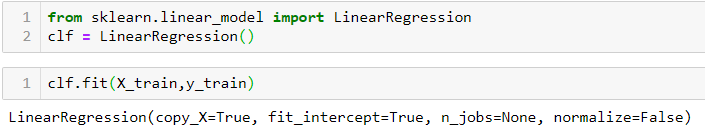 1 from sklearn.linear_model import LinearRegression
2 clf = LinearRegression()
1 clf.fit(X_train,y_train)
LinearRegression(copy_X=True, fit_intercept=True, n_jobs=None, normalize=False)